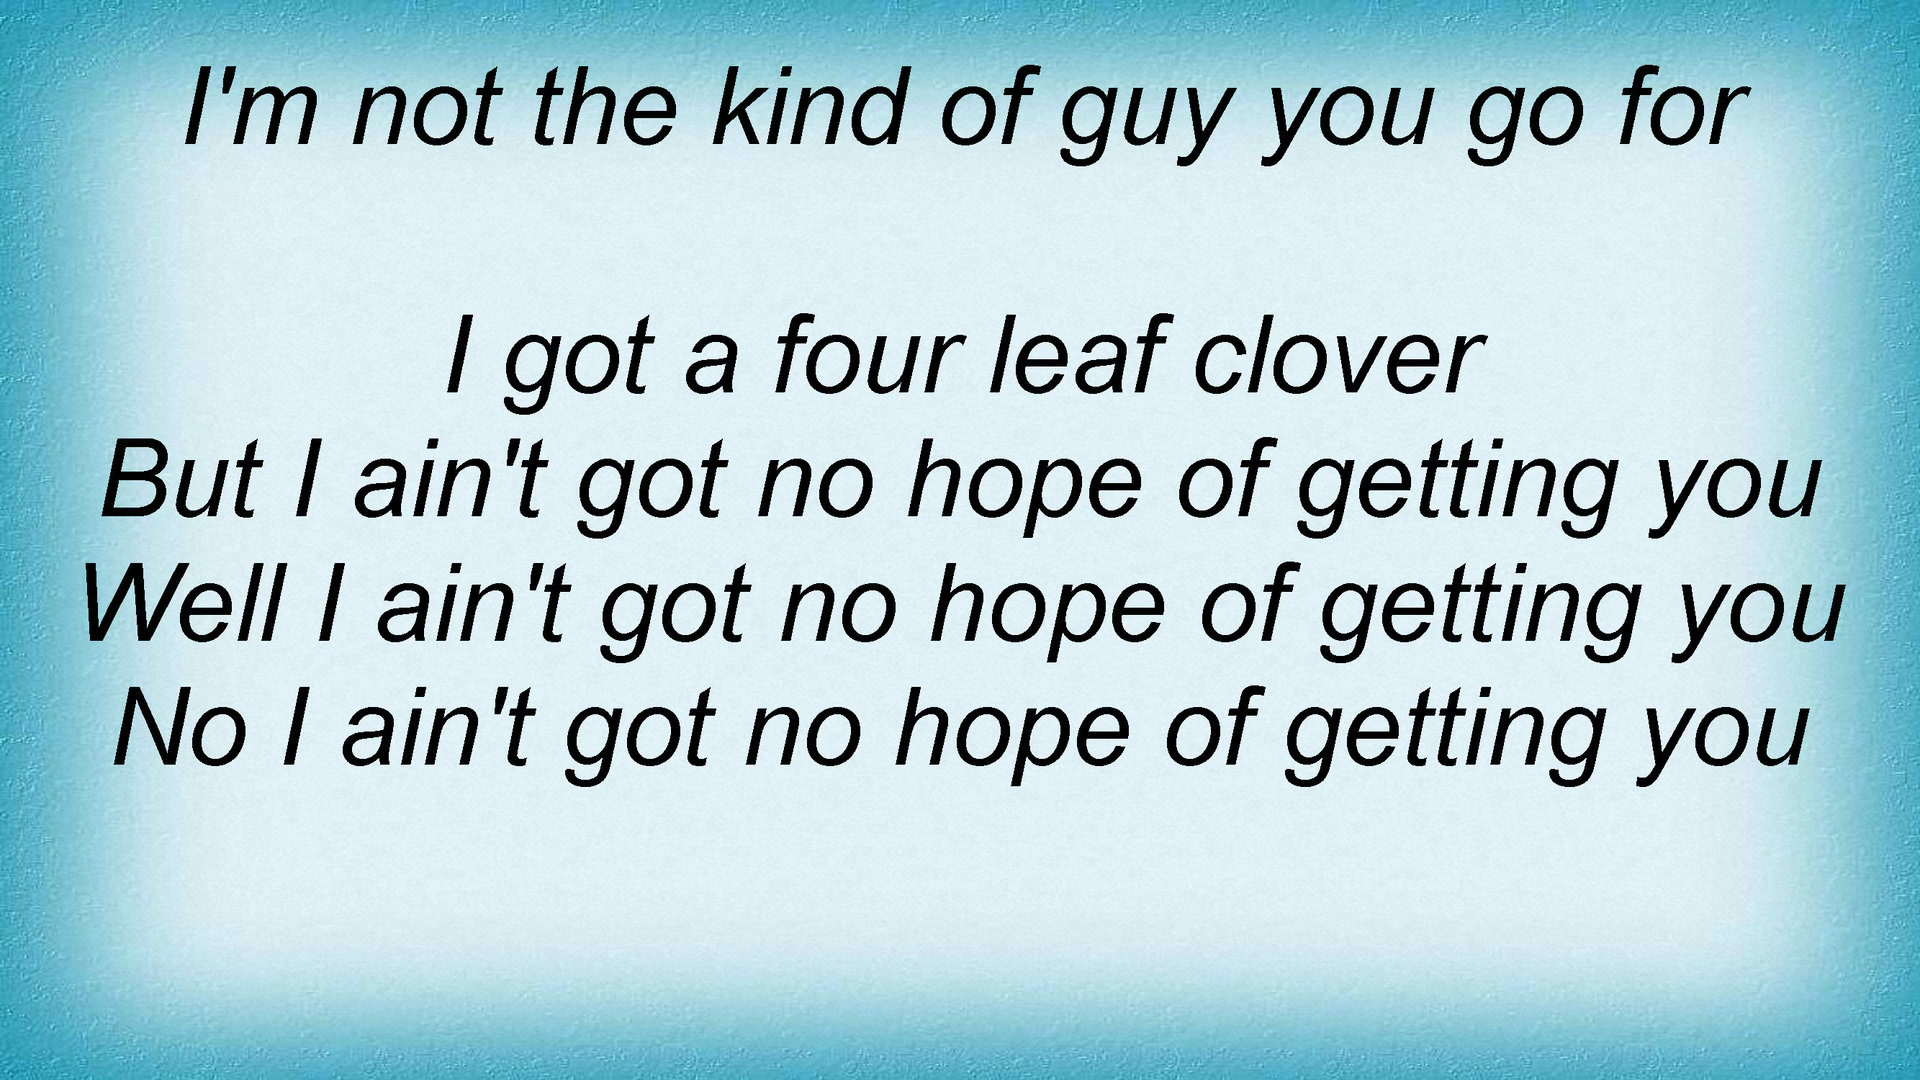 I'm not the kind of guy you go for
I got a four leaf clover
But I ain't got no hope of getting you
Well I ain't got no hope of getting you
No I ain't got no hope of getting you